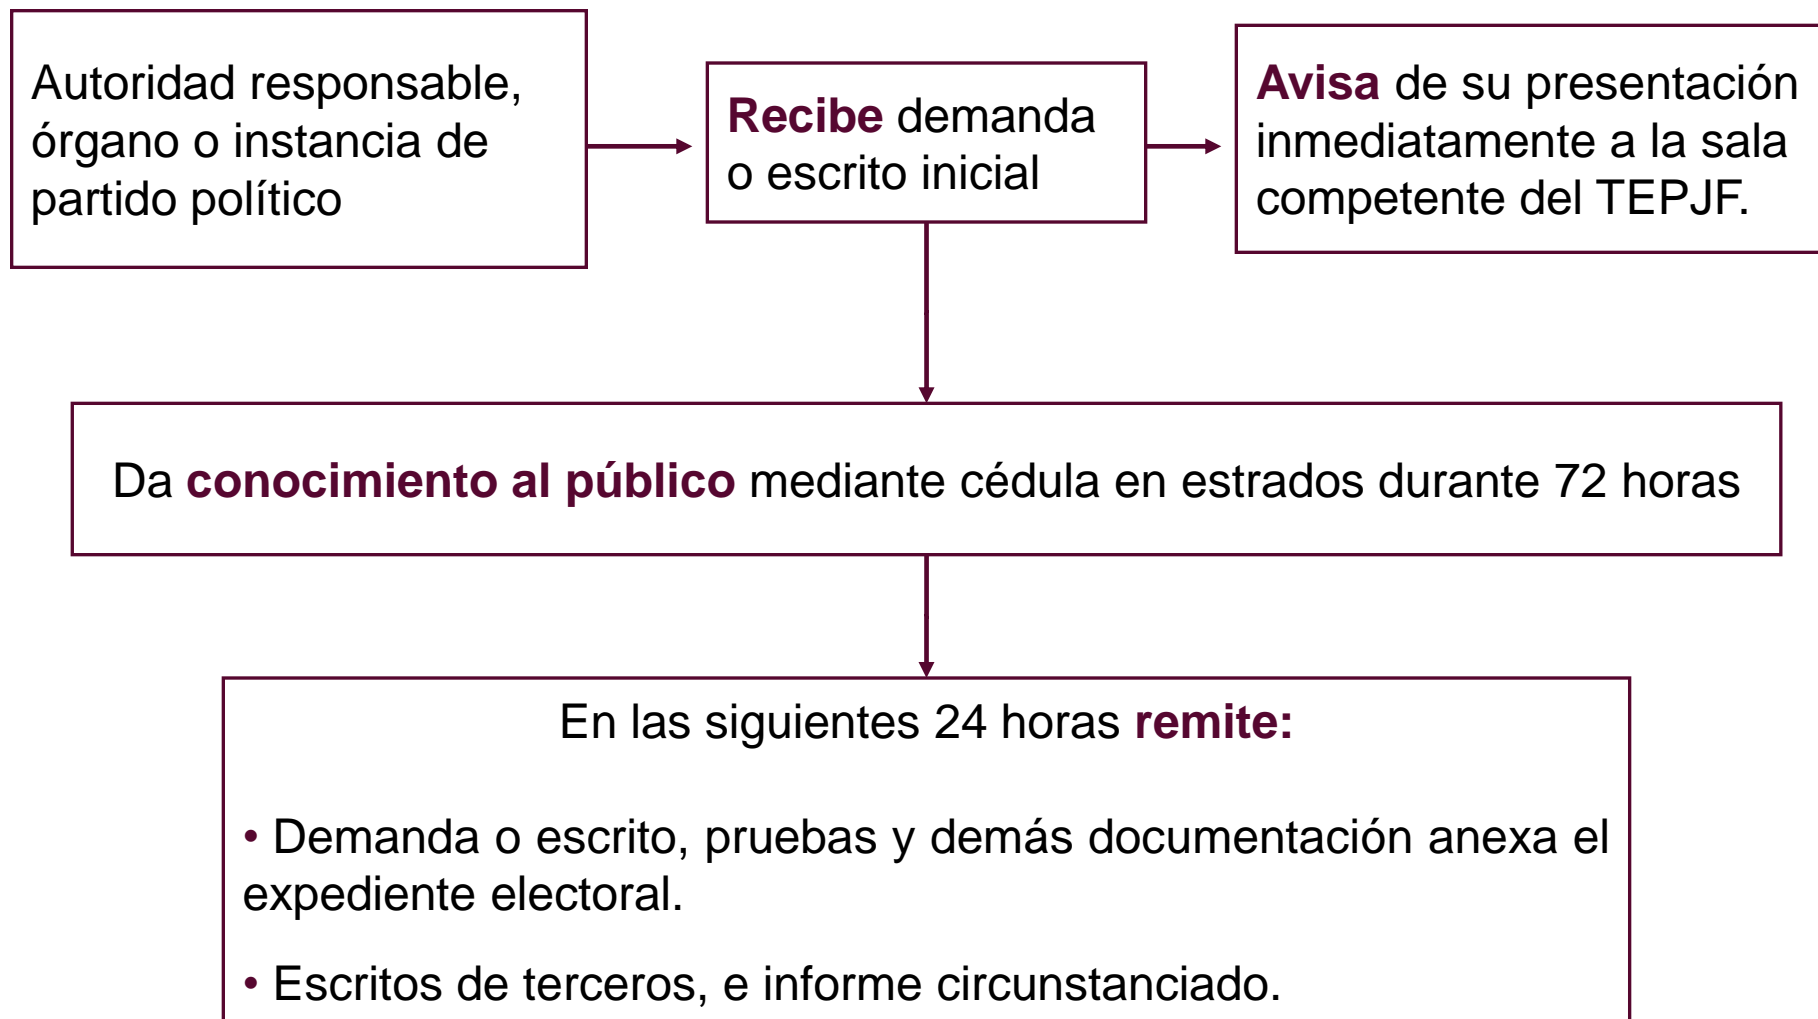 Autoridad responsable,
órgano o instancia de
partido político
Recibe demanda
o escrito inicial
Avisa de su presentación
inmediatamente a la sala
competente del TEPJF.
Da conocimiento al público mediante cédula en estrados durante 72 horas
En las siguientes 24 horas remite:
• Demanda o escrito, pruebas y demás documentación anexa el
expediente electoral.
• Escritos de terceros, e informe circunstanciado.